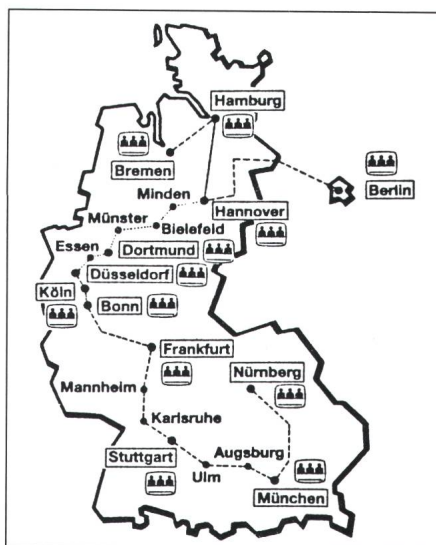 Hamburg
Bremen
Berlin
Minden
Hannover
Münster
Bielefeld
Essen
Dortmund
Düsseldorf
Köln
Bonn
Frankfurt
Nürnberg
Mannheim
Karlsruhe
Stuttgart
Augsburg
Ulm
München